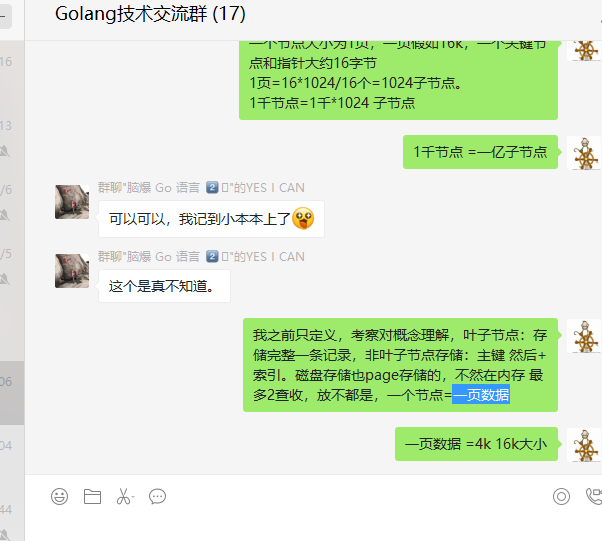 Golang技术交流群 (17)
一个节点大小为1页，一页假如16k，一个关键节
点和指针大约16字节
1页=16*1024/16个=1024子节点。
1千节点=1千*1024 子节点
1千节点 =一亿子节点
群聊"脑爆 Go 语言 2️⃣ "的YES I CAN
可以可以，我记到小本本上了
群聊"脑爆 Go 语言 2️⃣ "的YES I CAN
这个是真不知道。
我之前只定义，考察对概念理解，叶子节点：存
储完整一条记录，非叶子节点存储：主键 然后+
索引。磁盘存储也page存储的，不然在内存 最
多2查收，放不都是，一个节点=一页数据
一页数据 =4k 16k大小
16
13
/6
/5
06
04
44